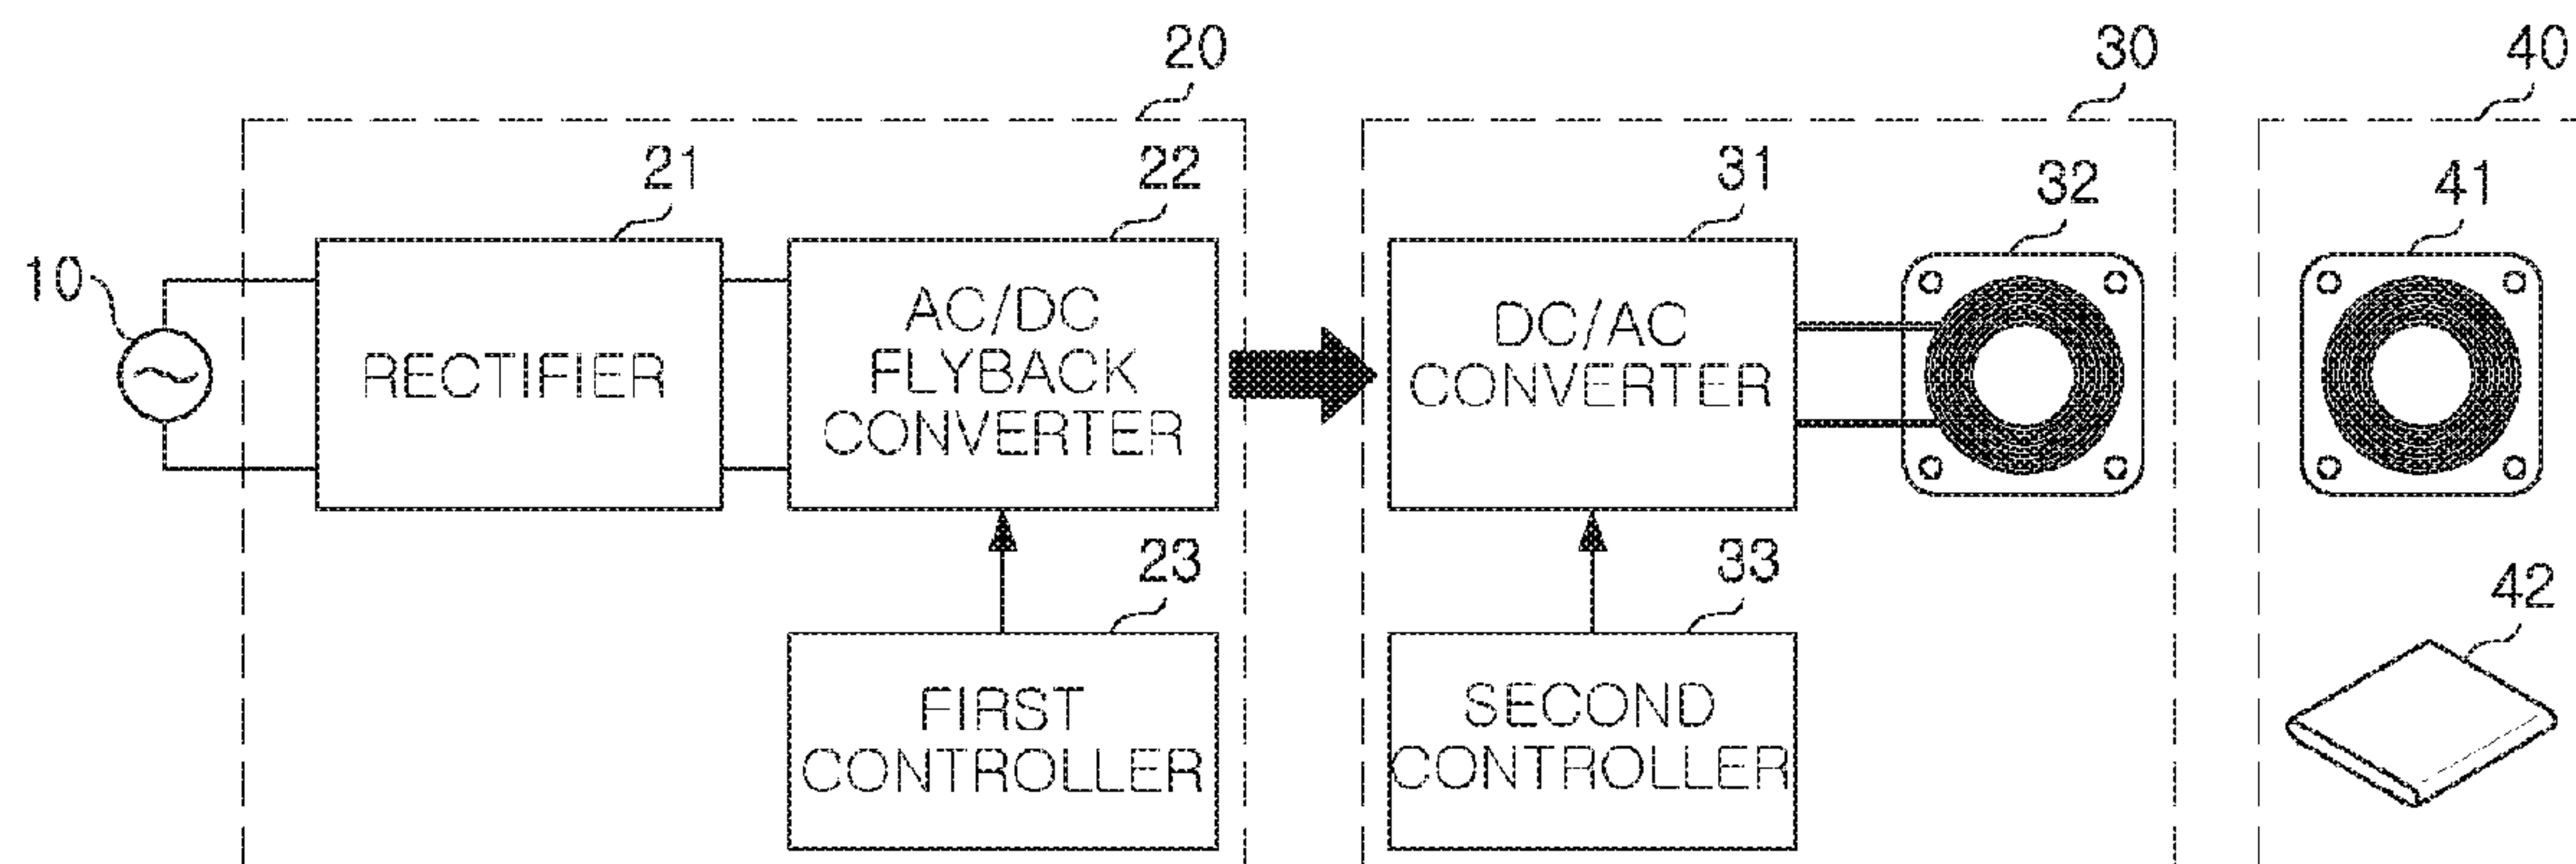 20
30
40
21
22
31
32
41
10
RECTIFIER
AC/DC
FLYBACK
CONVERTER
DC/AC
CONVERTER
23
33
42
FIRST
CONTROLLER
SECOND
CONTROLLER